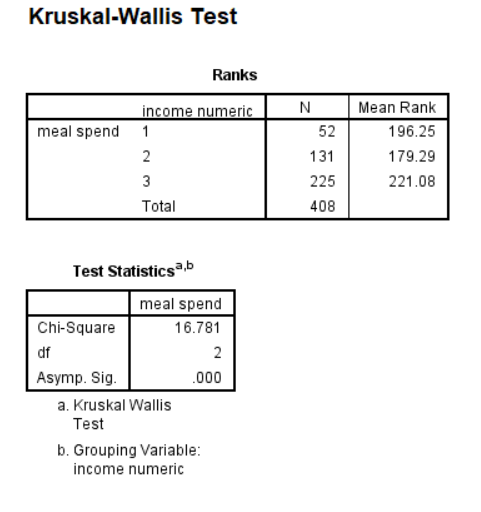 Kruskal-Wallis Test
Ranks
income numeric N Mean Rank
meal spend 1 52 196.25
2 131 179.29
3 225 221.08
Total 408
Test Statistics^a,b
meal spend
Chi-Square 16.781
df 2
Asymp. Sig. .000
a. Kruskal Wallis
Test
b. Grouping Variable:
income numeric